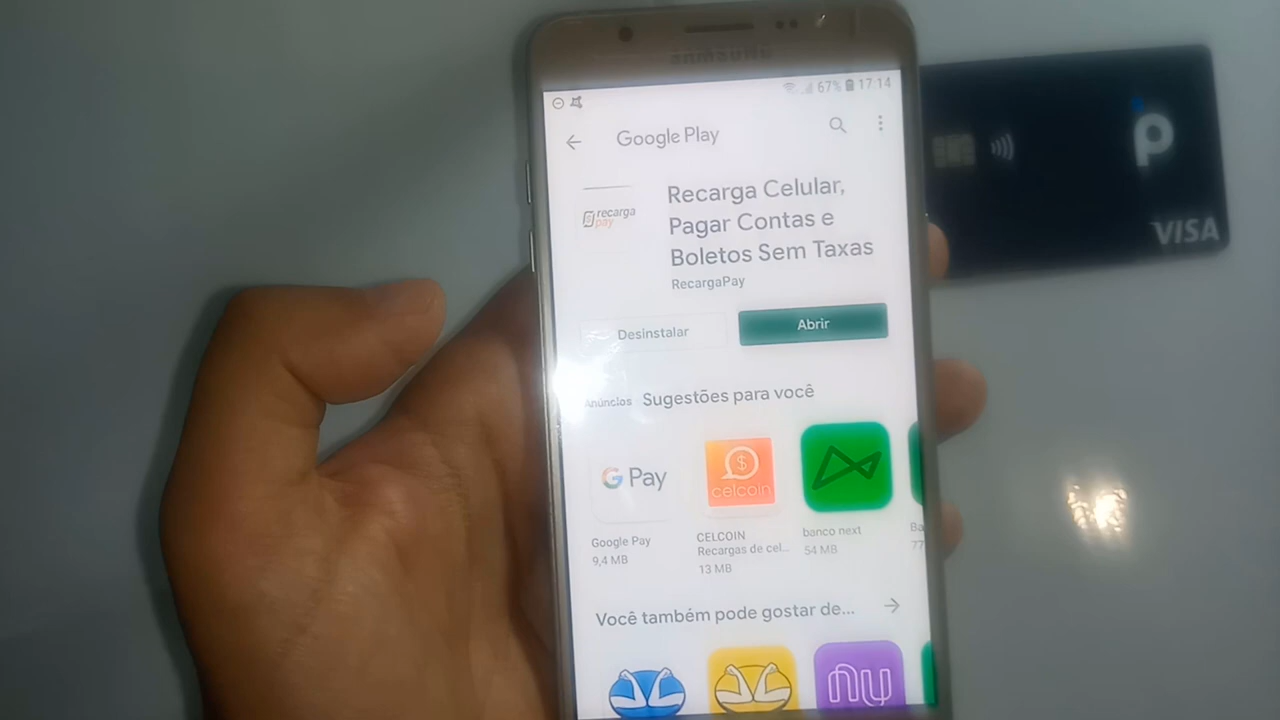 SAMSUNG
67% 17:14
Google Play
recarga
pay
Recarga Celular,
Pagar Contas e
Boletos Sem Taxas
RecargaPay
Desinstalar
Abrir
Anúncios Sugestões para você
G Pay
celcoin
Google Pay
9,4 MB
CELCOIN
Recargas de cel...
13 MB
banco next
54 MB
Ba
77
Você também pode gostar de...
nu
p
VISA